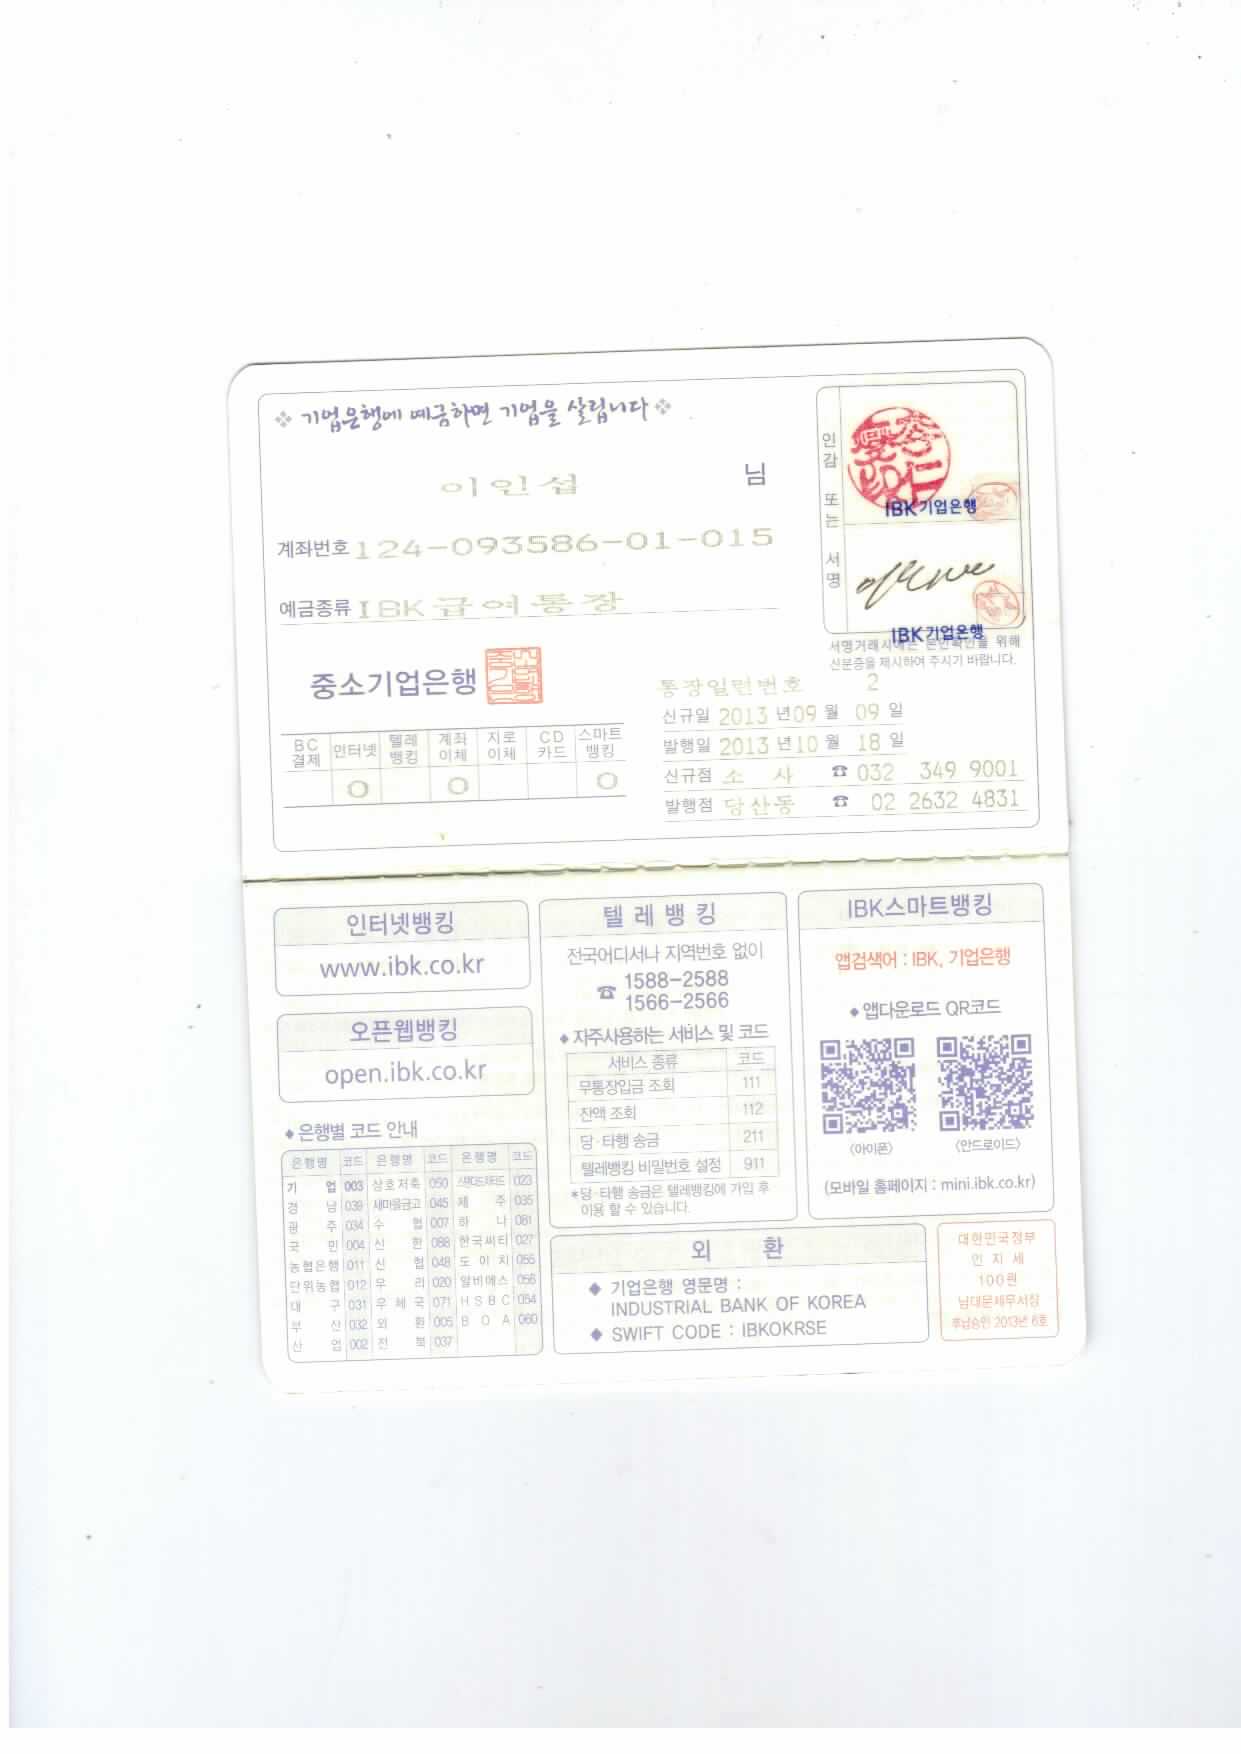 기업은행에 예금하면 기업을 살립니다
이인섭 님
계좌번호 124-093586-01-015
예금종류 IBK급여통장
중소기업은행
BC결제 인터넷 텔레뱅킹 계좌이체 지로이체 CD카드 스마트뱅킹
O O O
인감 또는 서명
IBK기업은행
IBK기업은행
서명거래시에는 본인확인을 위해
신분증을 제시하여 주시기 바랍니다.
통장일련번호 2
신규일 2013 년 09 월 09 일
발행일 2013 년 10 월 18 일
신규점 소 사 ☎ 032 349 9001
발행점 당산동 ☎ 02 2632 4831
인터넷뱅킹
www.ibk.co.kr
오픈웹뱅킹
open.ibk.co.kr
◆ 은행별 코드 안내
은행명 코드 은행명 코드 은행명 코드
기 업 003 상호저축 050 스탠다드차타드 023
경 남 039 새마을금고 045 제 주 035
광 주 034 수 협 007 하 나 081
국 민 004 신 한 088 한국씨티 027
농협은행 011 신 협 048 도이치 055
단위농협 012 우 리 020 알비에스 056
대 구 031 우체국 071 HSBC 054
부 산 032 외 환 005 BOA 060
산 업 002 전 북 037
텔레뱅킹
전국어디서나 지역번호 없이
☎ 1588-2588
1566-2566
◆ 자주사용하는 서비스 및 코드
서비스 종류 코드
무통장입금 조회 111
잔액 조회 112
당·타행 송금 211
텔레뱅킹 비밀번호 설정 911
*당·타행 송금은 텔레뱅킹에 가입 후
이용 할 수 있습니다.
IBK스마트뱅킹
앱검색어 : IBK, 기업은행
◆ 앱다운로드 QR코드
〈아이폰〉 〈안드로이드〉
(모바일 홈페이지 : mini.ibk.co.kr)
외 환
◆ 기업은행 영문명 :
INDUSTRIAL BANK OF KOREA
◆ SWIFT CODE : IBKOKRSE
대한민국정부
인 지 세
100원
남대문세무서장
후납승인 2013년 6호